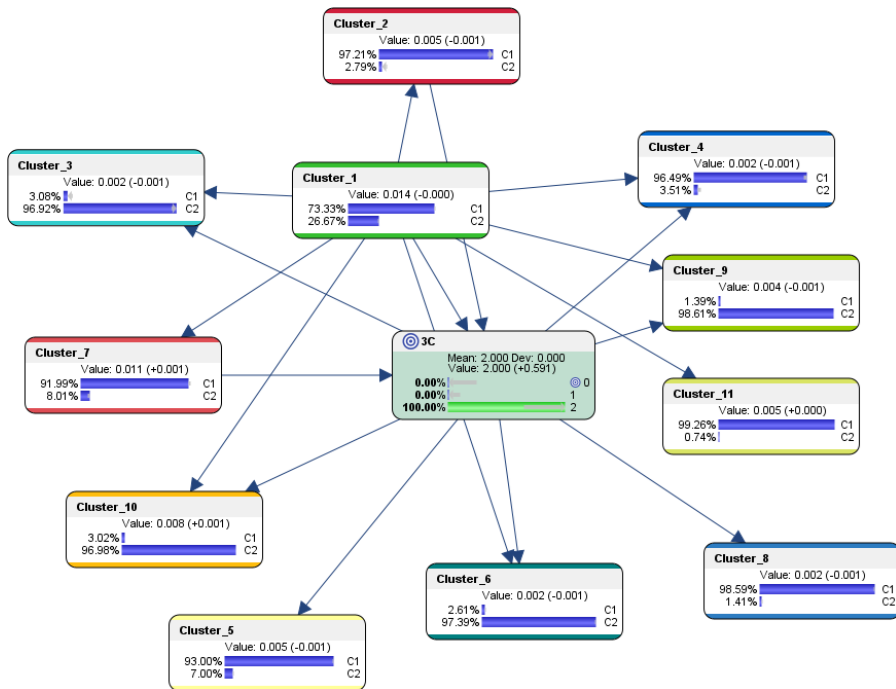 Cluster_2
Value: 0.005 (-0.001)
97.21% C1
2.79% C2
Cluster_3
Value: 0.002 (-0.001)
3.08% C1
96.92% C2
Cluster_1
Value: 0.014 (-0.000)
73.33% C1
26.67% C2
Cluster_4
Value: 0.002 (-0.001)
96.49% C1
3.51% C2
Cluster_9
Value: 0.004 (-0.001)
1.39% C1
98.61% C2
Cluster_7
Value: 0.011 (+0.001)
91.99% C1
8.01% C2
3C
Mean: 2.000 Dev: 0.000
Value: 2.000 (+0.591)
0.00% 0
0.00% 1
100.00% 2
Cluster_11
Value: 0.005 (+0.000)
99.26% C1
0.74% C2
Cluster_10
Value: 0.008 (+0.001)
3.02% C1
96.98% C2
Cluster_6
Value: 0.002 (-0.001)
2.61% C1
97.39% C2
Cluster_8
Value: 0.002 (-0.001)
98.59% C1
1.41% C2
Cluster_5
Value: 0.005 (-0.001)
93.00% C1
7.00% C2